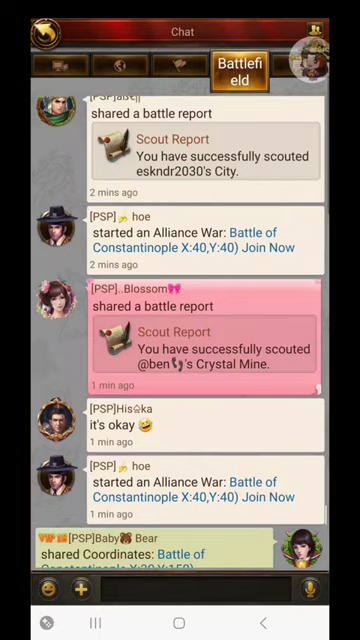 Chat
Battlefi
eld
shared a battle report
Scout Report
You have successfully scouted
eskndr2030's City.
2 mins ago
[PSP]🍌 hoe
started an Alliance War: Battle of
Constantinople X:40,Y:40) Join Now
2 mins ago
[PSP]..Blossom🎀
shared a battle report
Scout Report
You have successfully scouted
@ben👣's Crystal Mine.
1 min ago
[PSP]His✩ka
it's okay 🤣
1 min ago
[PSP]🍌 hoe
started an Alliance War: Battle of
Constantinople X:40,Y:40) Join Now
1 min ago
[PSP]Baby🐻 Bear
shared Coordinates: Battle of